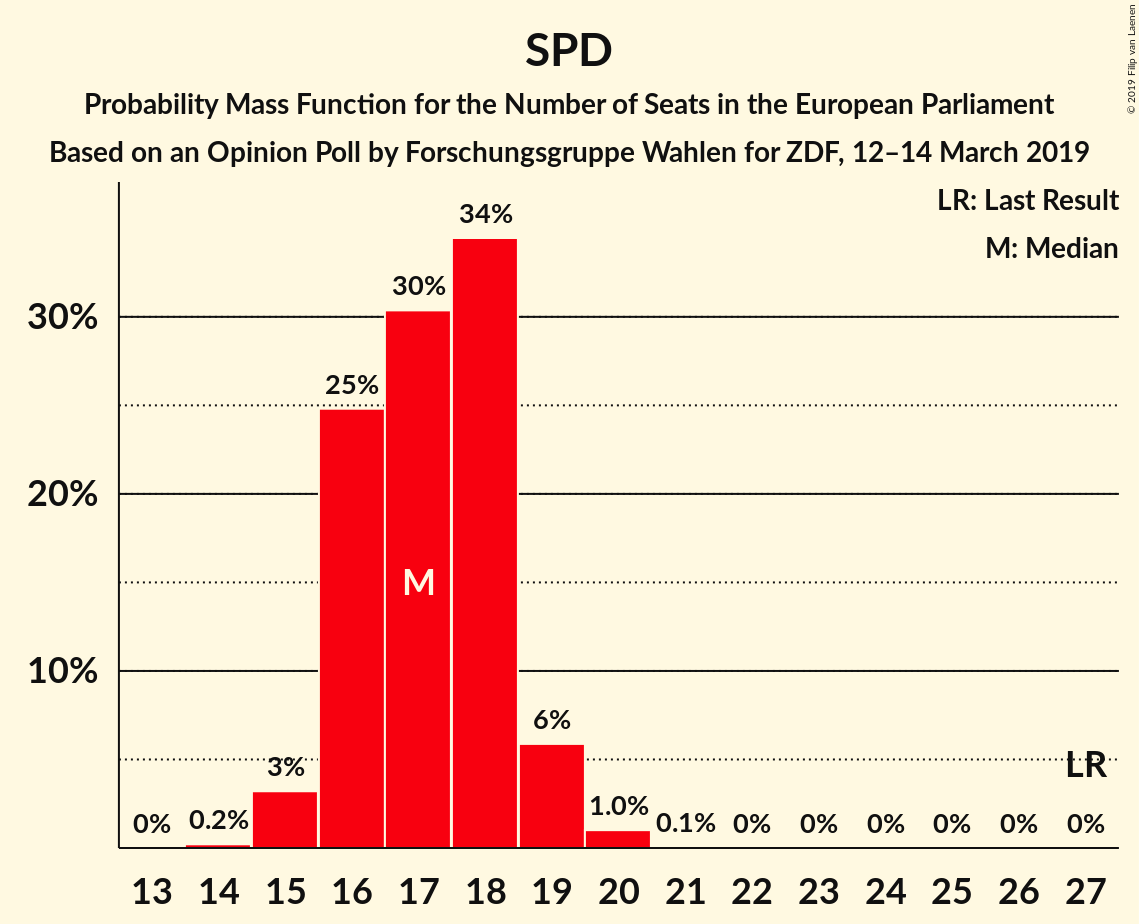 SPD
Probability Mass Function for the Number of Seats in the European Parliament
Based on an Opinion Poll by Forschungsgruppe Wahlen for ZDF, 12–14 March 2019
© 2019 Filip van Laenen
LR: Last Result
M: Median
34%
30%
30%
25%
20%
M
10%
6%
3%
LR
0%
0.2%
1.0%
0.1%
0%
0%
0%
0%
0%
0%
13 14 15 16 17 18 19 20 21 22 23 24 25 26 27